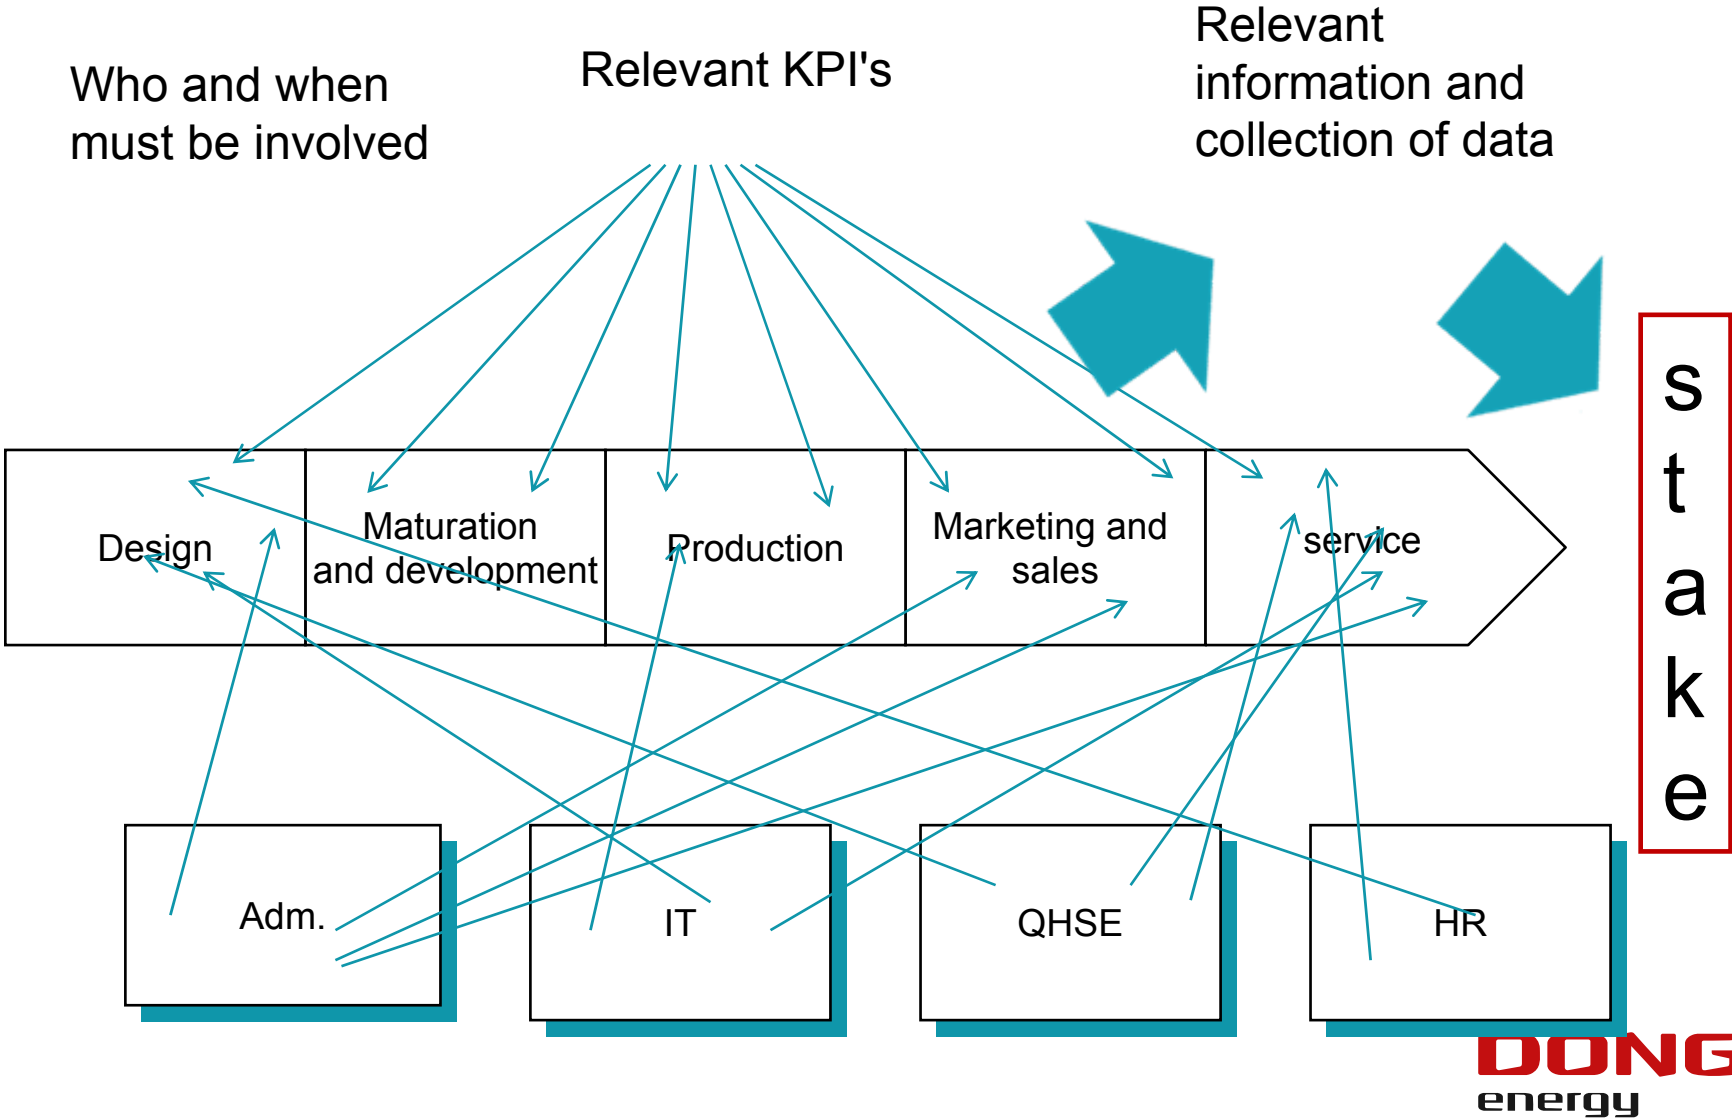 Who and when
must be involved
Relevant KPI's
Relevant
information and
collection of data
Design
Maturation
and development
Production
Marketing and
sales
service
s
t
a
k
e
Adm.
IT
QHSE
HR
DONG
energy